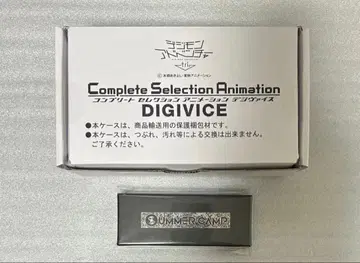 デジモン
アドベンチャー
tri.
Complete Selection Animation
コンプリート セレクション アニメーション デジヴァイス
DIGIVICE
●本ケースは、商品輸送用の保護梱包材です。
●本ケースは、つぶれ、汚れ等による交換は出来ません。
ご了承ください。
SUMMER CAMP